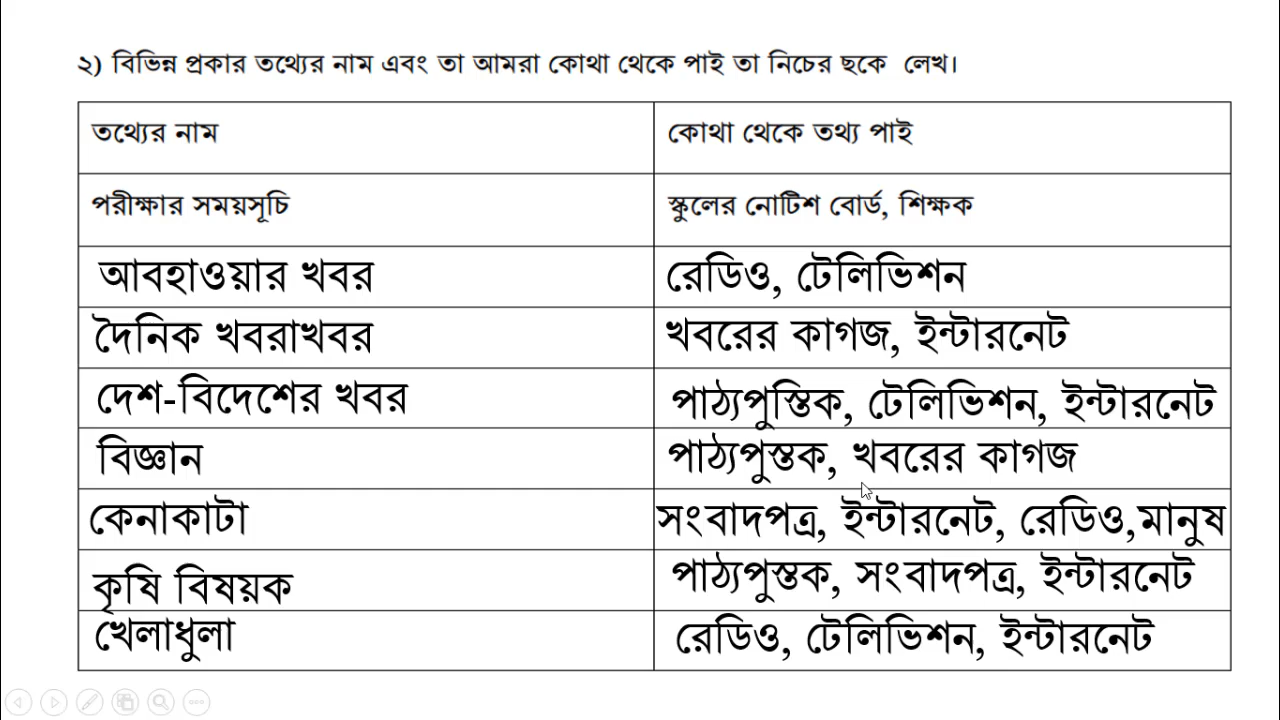 ২) বিভিন্ন প্রকার তথ্যের নাম এবং তা আমরা কোথা থেকে পাই তা নিচের ছকে লেখ।
তথ্যের নাম কোথা থেকে তথ্য পাই
পরীক্ষার সময়সূচি স্কুলের নোটিশ বোর্ড, শিক্ষক
আবহাওয়ার খবর রেডিও, টেলিভিশন
দৈনিক খবরাখবর খবরের কাগজ, ইন্টারনেট
দেশ-বিদেশের খবর পাঠ্যপুস্তিক, টেলিভিশন, ইন্টারনেট
বিজ্ঞান পাঠ্যপুস্তক, খবরের কাগজ
কেনাকাটা সংবাদপত্র, ইন্টারনেট, রেডিও,মানুষ
কৃষি বিষয়ক পাঠ্যপুস্তক, সংবাদপত্র, ইন্টারনেট
খেলাধুলা রেডিও, টেলিভিশন, ইন্টারনেট